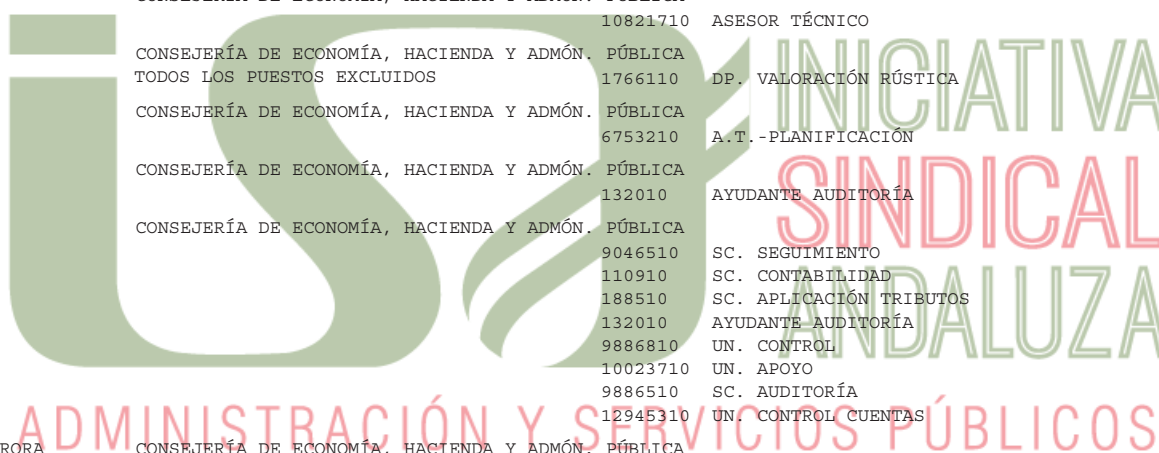 10821710 ASESOR TÉCNICO
CONSEJERÍA DE ECONOMÍA, HACIENDA Y ADMÓN. PÚBLICA
TODOS LOS PUESTOS EXCLUIDOS
1766110 DP. VALORACIÓN RÚSTICA
CONSEJERÍA DE ECONOMÍA, HACIENDA Y ADMÓN. PÚBLICA
6753210 A.T.-PLANIFICACIÓN
CONSEJERÍA DE ECONOMÍA, HACIENDA Y ADMÓN. PÚBLICA
132010 AYUDANTE AUDITORÍA
CONSEJERÍA DE ECONOMÍA, HACIENDA Y ADMÓN. PÚBLICA
9046510 SC. SEGUIMIENTO
110910 SC. CONTABILIDAD
188510 SC. APLICACIÓN TRIBUTOS
132010 AYUDANTE AUDITORÍA
9886810 UN. CONTROL
10023710 UN. APOYO
9886510 SC. AUDITORÍA
12945310 UN. CONTROL CUENTAS
RORA CONSEJERÍA DE ECONOMÍA, HACIENDA Y ADMÓN. PÚBLICA
isa
INICIATIVA
SINDICAL
ANDALUZA
ADMINISTRACIÓN Y SERVICIOS PÚBLICOS